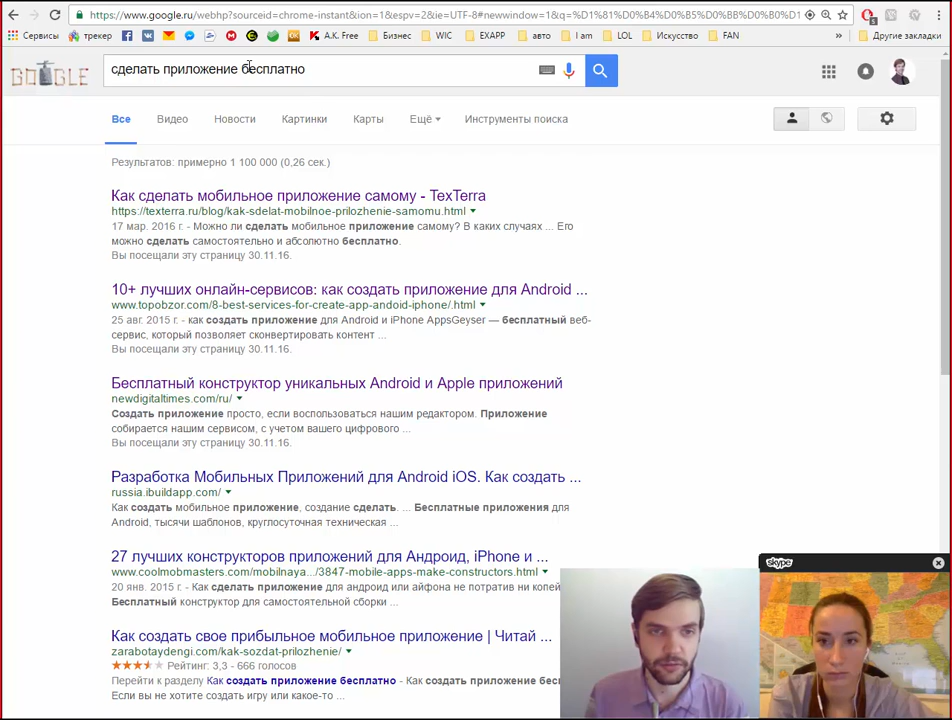 https://www.google.ru/webhp?sourceid=chrome-instant&ion=1&espv=2&ie=UTF-8#newwindow=1&q=%D1%81%D0%B4%D0%B5%D0%BB%D0%B0%D1
Сервисы трекер A.K. Free Бизнес WIC EXAPP авто I am LOL Искусство FAN Другие закладки
GOOGLE сделать приложение бесплатно
Все Видео Новости Картинки Карты Ещё Инструменты поиска
Результатов: примерно 1 100 000 (0,26 сек.)
Как сделать мобильное приложение самому - TexTerra
https://texterra.ru/blog/kak-sdelat-mobilnoe-prilozhenie-samomu.html
17 мар. 2016 г. - Можно ли сделать мобильное приложение самому? В каких случаях ... Его
можно сделать самостоятельно и абсолютно бесплатно.
Вы посещали эту страницу 30.11.16.
10+ лучших онлайн-сервисов: как создать приложение для Android ...
www.topobzor.com/8-best-services-for-create-app-andoid-iphone/.html
25 авг. 2015 г. - как создать приложение для Android и iPhone AppsGeyser — бесплатный веб-
сервис, который позволяет сконвертировать контент ...
Вы посещали эту страницу 30.11.16.
Бесплатный конструктор уникальных Android и Apple приложений
newdigitaltimes.com/ru/
Создать приложение просто, если воспользоваться нашим редактором. Приложение
собирается нашим сервисом, с учетом вашего цифрового ...
Вы посещали эту страницу 30.11.16.
Разработка Мобильных Приложений для Android iOS. Как создать ...
russia.ibuildapp.com/
Как создать мобильное приложение, создание сделать. ... Бесплатные приложения для
Android, тысячи шаблонов, круглосуточная техническая ...
27 лучших конструкторов приложений для Андроид, iPhone и ...
www.coolmobmasters.com/mobilnaya.../3847-mobile-apps-make-constructors.html
20 янв. 2015 г. - Как сделать приложение для андроид или айфона не потратив ни копей
Бесплатный конструктор для самостоятельной сборки ...
Как создать свое прибыльное мобильное приложение | Читай ...
zarabotaydengi.com/kak-sozdat-prilozhenie/
Рейтинг: 3,3 - 666 голосов
Перейти к разделу Как создать приложение бесплатно - Как создать приложение бес
Если вы не хотите создать игру или какое-то ...
skype